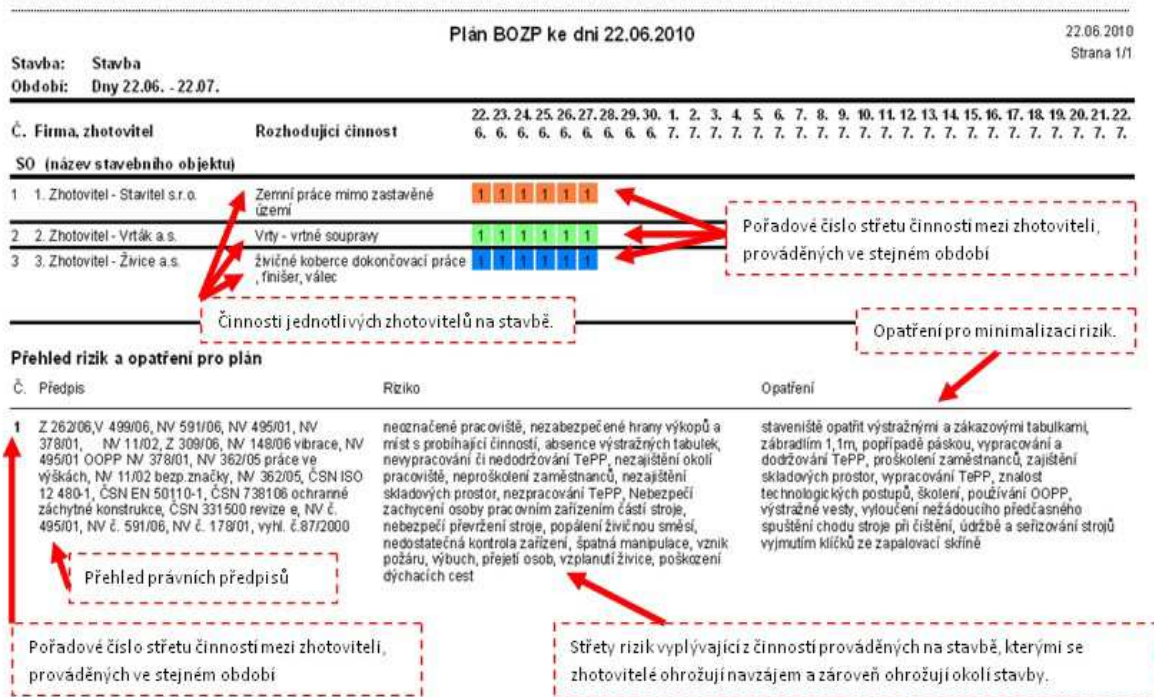 Plán BOZP ke dni 22.06.2010
22.06.2010
Strana 1/1
Stavba: Stavba
Období: Dny 22.06. - 22.07.
Č. Firma, zhotovitel Rozhodující činnost
22. 23. 24. 25. 26. 27. 28. 29. 30. 1. 2. 3. 4. 5. 6. 7. 8. 9. 10. 11. 12. 13. 14. 15. 16. 17. 18. 19. 20. 21. 22.
6. 6. 6. 6. 6. 6. 6. 6. 6. 7. 7. 7. 7. 7. 7. 7. 7. 7. 7. 7. 7. 7. 7. 7. 7. 7. 7. 7. 7. 7. 7.
SO (název stavebního objektu)
1 1. Zhotovitel - Stavitel s.r.o. Zemní práce mimo zastavěné 1 1 1 1 1 1
území
2 2. Zhotovitel - Vrták a.s. Vrty - vrtné soupravy 1 1 1 1 1 1
3 3. Zhotovitel - Živice a.s. živičné koberce dokončovací práce 1 1 1 1 1 1
, finišer, válec
Pořadové číslo střetu činností mezi zhotoviteli,
prováděných ve stejném období
Činnosti jednotlivých zhotovitelů na stavbě.
Opatření pro minimalizaci rizik.
Přehled rizik a opatření pro plán
Č. Předpis Riziko Opatření
1 Z 262/06,V 499/06, NV 591/06, NV 495/01, NV
378/01, NV 11/02, Z 309/06, NV 148/06 vibrace, NV
495/01 OOPP NV 378/01, NV 362/05 práce ve
výškách, NV 11/02 bezp.značky, NV 362/05, ČSN ISO
12 480-1, ČSN EN 50110-1, ČSN 738106 ochranné
záchytné konstrukce, ČSN 331500 revize e, NV č.
495/01, NV č. 591/06, NV č. 178/01, vyhl. č.87/2000
neoznačené pracoviště, nezabezpečené hrany výkopů a
míst s probíhající činností, absence výstražných tabulek,
nevypracování či nedodržování TePP, nezajištění okolí
pracoviště, neproškolení zaměstnanců, nezajištění
skladových prostor, nezpracování TePP, Nebezpečí
zachycení osoby pracovním zařízením částí stroje,
nebezpečí převržení stroje, popálení živičnou směsí,
nedostatečná kontrola zařízení, špatná manipulace, vznik
požáru, výbuch, přejetí osob, vzplanutí živice, poškození
dýchacích cest
staveniště opatřit výstražnými a zákazovými tabulkami,
zábradlím 1,1m, popřípadě páskou, vypracování a
dodržování TePP, proškolení zaměstnanců, zajištění
skladových prostor, vypracování TePP, znalost
technologických postupů, školení, používání OOPP,
výstražné vesty, vyloučení nežádoucího předčasného
spuštění chodu stroje při čištění, údržbě a seřizování strojů
vyjmutím klíčků ze zapalovací skříně
Přehled právních předpisů
Pořadové číslo střetu činností mezi zhotoviteli,
prováděných ve stejném období
Střety rizik vyplývající z činností prováděných na stavbě, kterými se
zhotovitelé ohrožují navzájem a zároveň ohrožují okolí stavby.